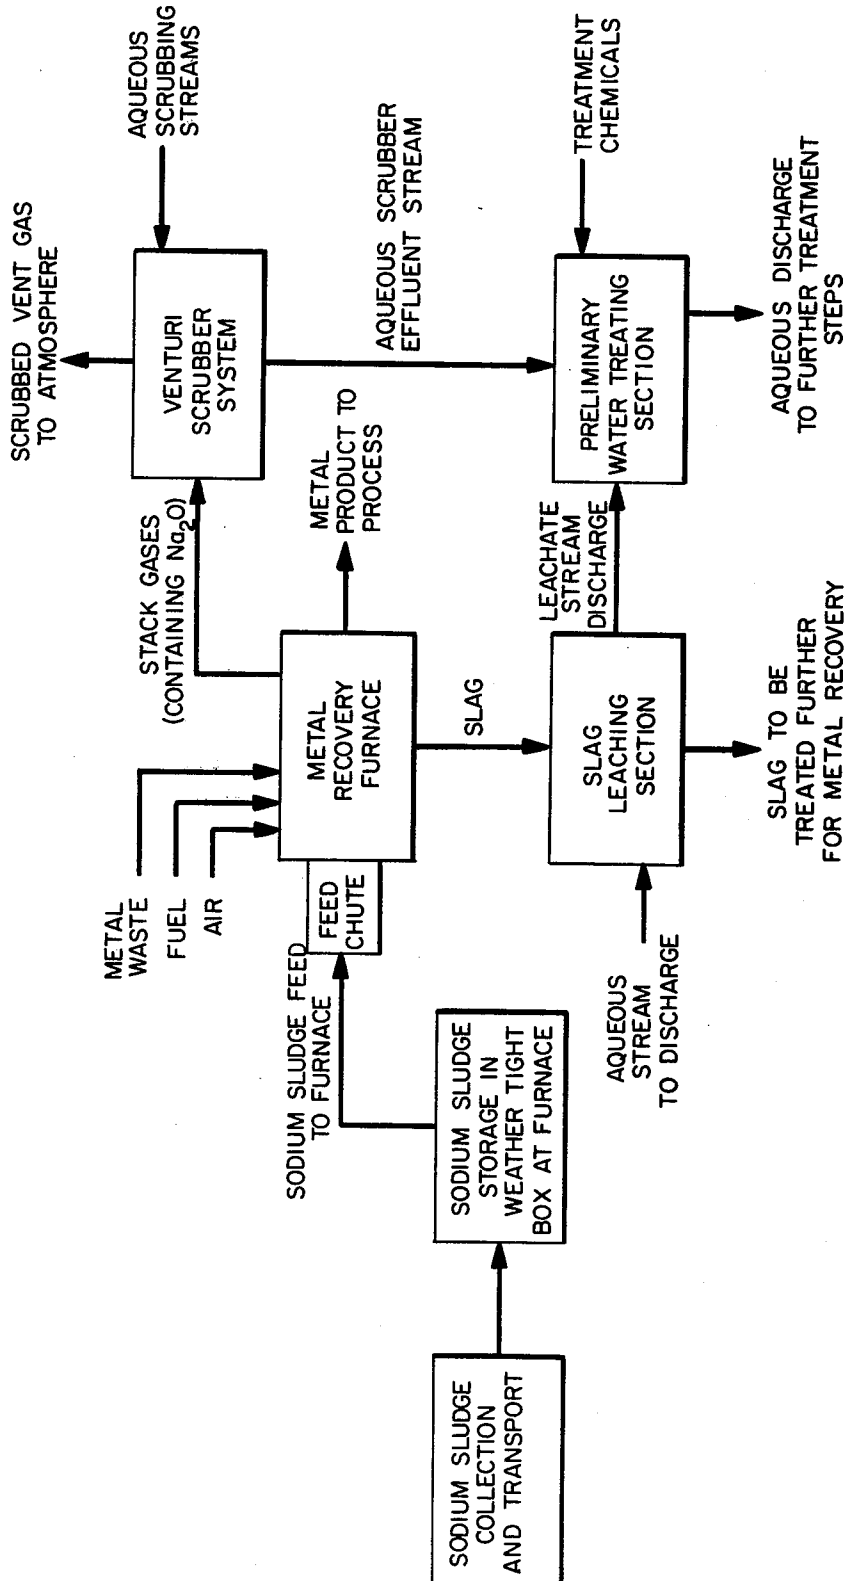 SODIUM SLUDGE
COLLECTION
AND TRANSPORT
SODIUM SLUDGE
STORAGE IN
WEATHER TIGHT
BOX AT FURNACE
SODIUM SLUDGE FEED
TO FURNACE
METAL
WASTE
FUEL
AIR
FEED
CHUTE
METAL
RECOVERY
FURNACE
STACK GASES
(CONTAINING Na2O)
METAL
PRODUCT TO
PROCESS
SCRUBBED VENT GAS
TO ATMOSPHERE
VENTURI
SCRUBBER
SYSTEM
AQUEOUS
SCRUBBING
STREAMS
AQUEOUS SCRUBBER
EFFLUENT STREAM
SLAG
AQUEOUS
STREAM
TO DISCHARGE
SLAG
LEACHING
SECTION
LEACHATE
STREAM
DISCHARGE
PRELIMINARY
WATER TREATING
SECTION
TREATMENT
CHEMICALS
SLAG TO BE
TREATED FURTHER
FOR METAL RECOVERY
AQUEOUS DISCHARGE
TO FURTHER TREATMENT
STEPS